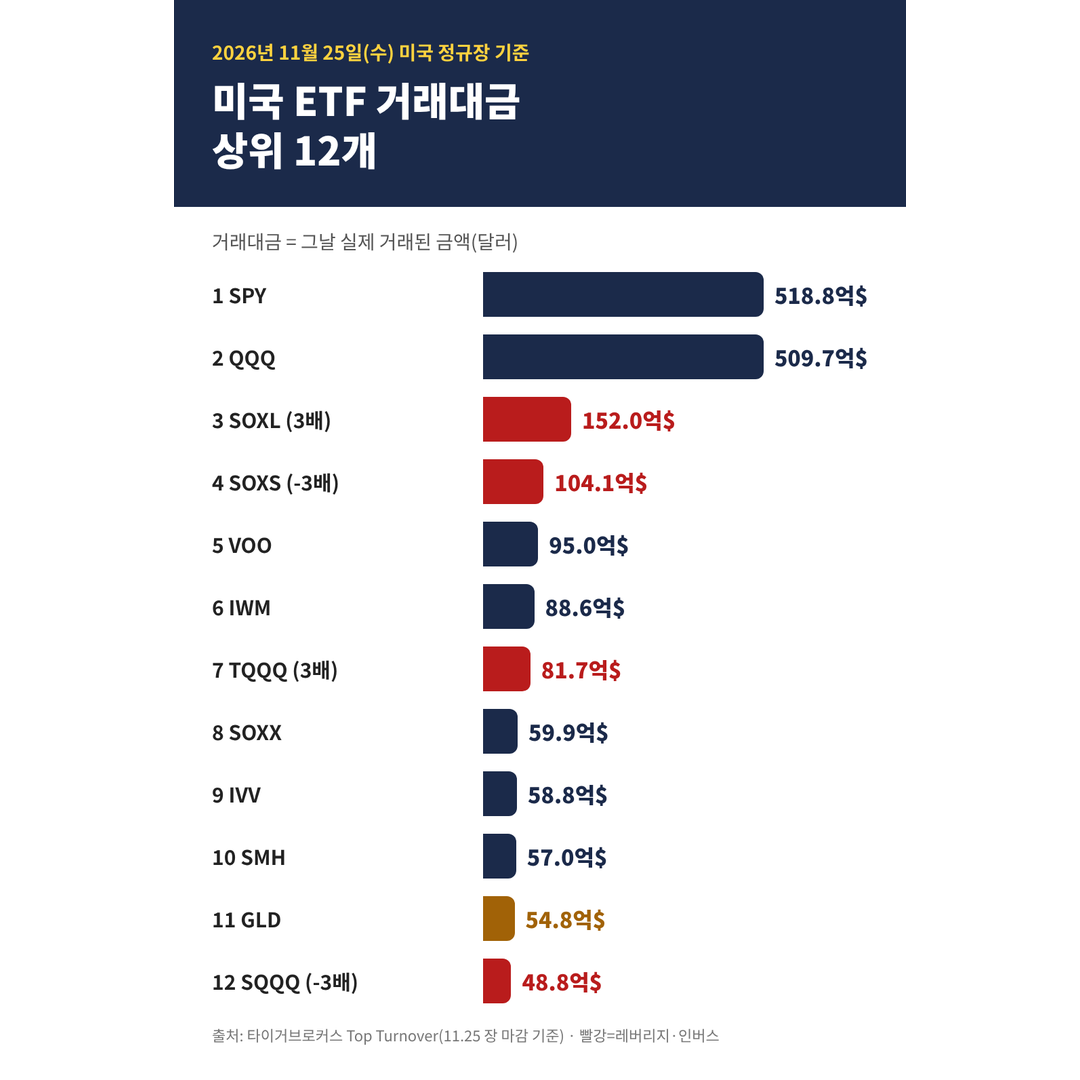 2026년 11월 25일(수) 미국 정규장 기준
미국 ETF 거래대금
상위 12개
거래대금 = 그날 실제 거래된 금액(달러)
1 SPY 518.8억$
2 QQQ 509.7억$
3 SOXL (3배) 152.0억$
4 SOXS (-3배) 104.1억$
5 VOO 95.0억$
6 IWM 88.6억$
7 TQQQ (3배) 81.7억$
8 SOXX 59.9억$
9 IVV 58.8억$
10 SMH 57.0억$
11 GLD 54.8억$
12 SQQQ (-3배) 48.8억$
출처: 타이거브로커스 Top Turnover(11.25 장 마감 기준) · 빨강=레버리지·인버스